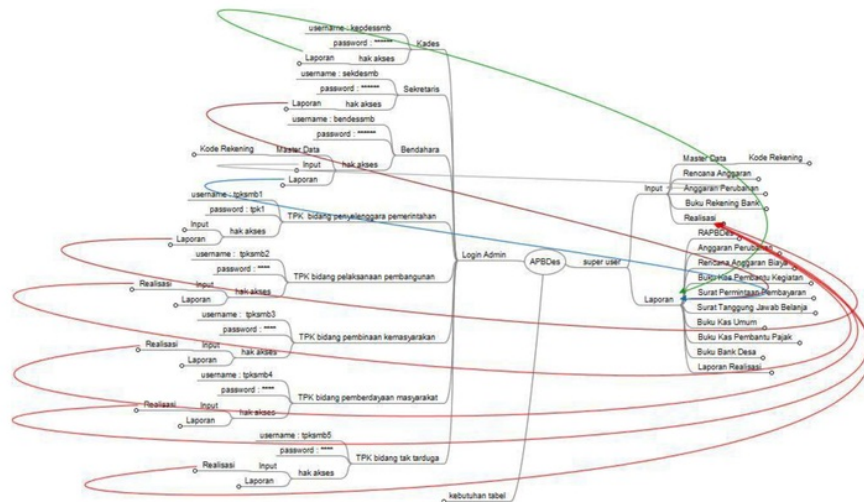 username : kepdessmb
password : ******
Kades
Laporan
hak akses
username : sekdesmb
password : ******
Sekretaris
Laporan
hak akses
username : bendessmb
password : ******
Bendahara
Kode Rekening
Master Data
Input
hak akses
Laporan
username : tpksmb1
password : tpk1
TPK bidang penyelenggara pemerintahan
Input
hak akses
Laporan
username : tpksmb2
password : ****
TPK bidang pelaksanaan pembangunan
Realisasi
Input
hak akses
Laporan
username : tpksmb3
password : ****
TPK bidang pembinaan kemasyarakan
Realisasi
Input
hak akses
Laporan
username : tpksmb4
password : ****
TPK bidang pemberdayaan masyarakat
Realisasi
Input
hak akses
Laporan
username : tpksmb5
password : ****
TPK bidang tak tarduga
Realisasi
Input
hak akses
Laporan
Login Admin
APBDes
super user
kebutuhan tabel
Input
Master Data
Kode Rekening
Rencana Anggaran
Anggaran Perubahan
Buku Rekening Bank
Realisasi
Laporan
RAPBDes
Anggaran Perubahan
Rencana Anggaran Biaya
Buku Kas Pembantu Kegiatan
Surat Permintaan Pembayaran
Surat Tanggung Jawab Belanja
Buku Kas Umum
Buku Kas Pembantu Pajak
Buku Bank Desa
Laporan Realisasi